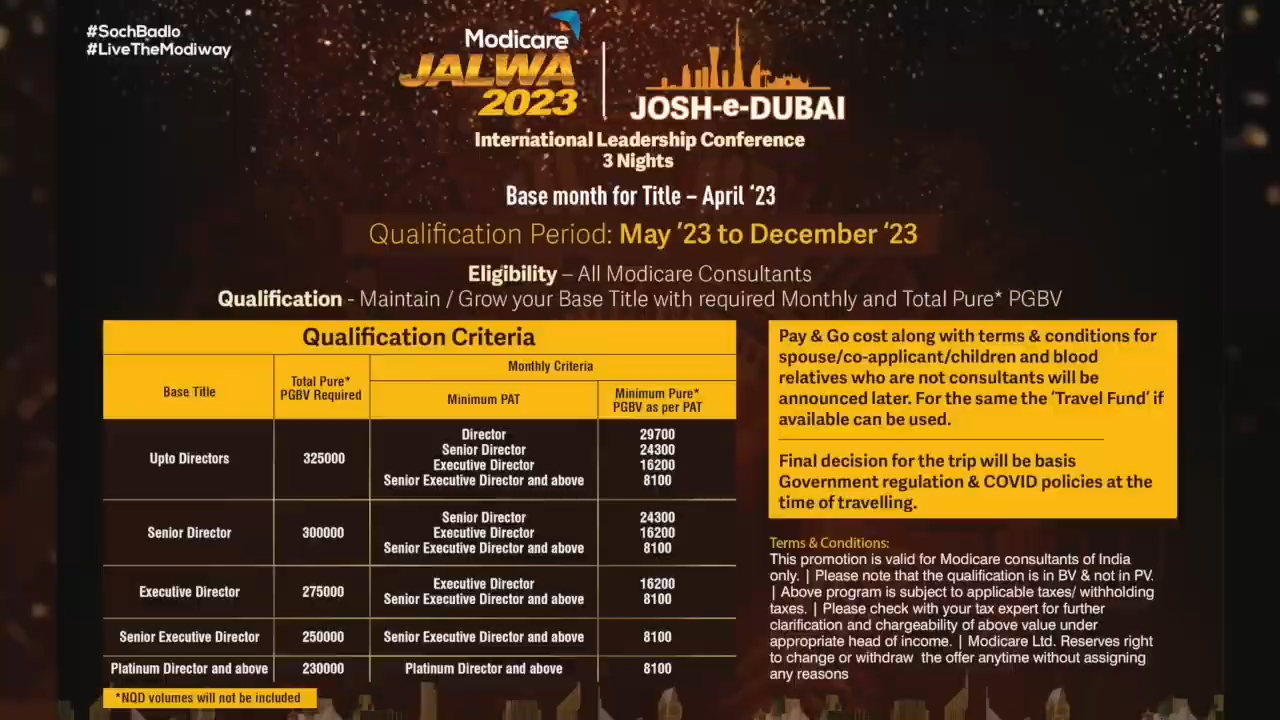 #SochBadlo
#LiveTheModiway
Modicare
JALWA
2023
JOSH-e-DUBAI
International Leadership Conference
3 Nights
Base month for Title – April ‘23
Qualification Period: May ’23 to December ‘23
Eligibility – All Modicare Consultants
Qualification - Maintain / Grow your Base Title with required Monthly and Total Pure* PGBV
Qualification Criteria
Base Title
Total Pure*
PGBV Required
Monthly Criteria
Minimum PAT
Minimum Pure*
PGBV as per PAT
Upto Directors
325000
Director 29700
Senior Director 24300
Executive Director 16200
Senior Executive Director and above 8100
Senior Director
300000
Senior Director 24300
Executive Director 16200
Senior Executive Director and above 8100
Executive Director
275000
Executive Director 16200
Senior Executive Director and above 8100
Senior Executive Director 250000 Senior Executive Director and above 8100
Platinum Director and above 230000 Platinum Director and above 8100
*NQD volumes will not be included
Pay & Go cost along with terms & conditions for
spouse/co-applicant/children and blood
relatives who are not consultants will be
announced later. For the same the ‘Travel Fund’ if
available can be used.
Final decision for the trip will be basis
Government regulation & COVID policies at the
time of travelling.
Terms & Conditions:
This promotion is valid for Modicare consultants of India
only. | Please note that the qualification is in BV & not in PV.
| Above program is subject to applicable taxes/ withholding
taxes. | Please check with your tax expert for further
clarification and chargeability of above value under
appropriate head of income. | Modicare Ltd. Reserves right
to change or withdraw the offer anytime without assigning
any reasons